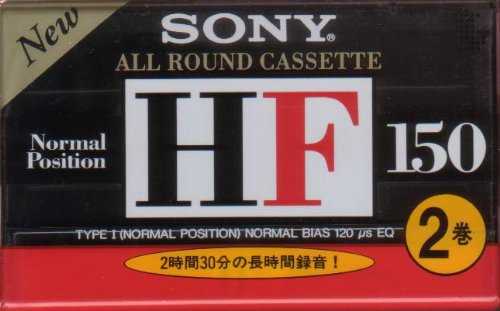 New
SONY®
ALL ROUND CASSETTE
Normal
Position
HF
150
TYPE I (NORMAL POSITION) NORMAL BIAS 120 µs EQ
2巻
2時間30分の長時間録音！